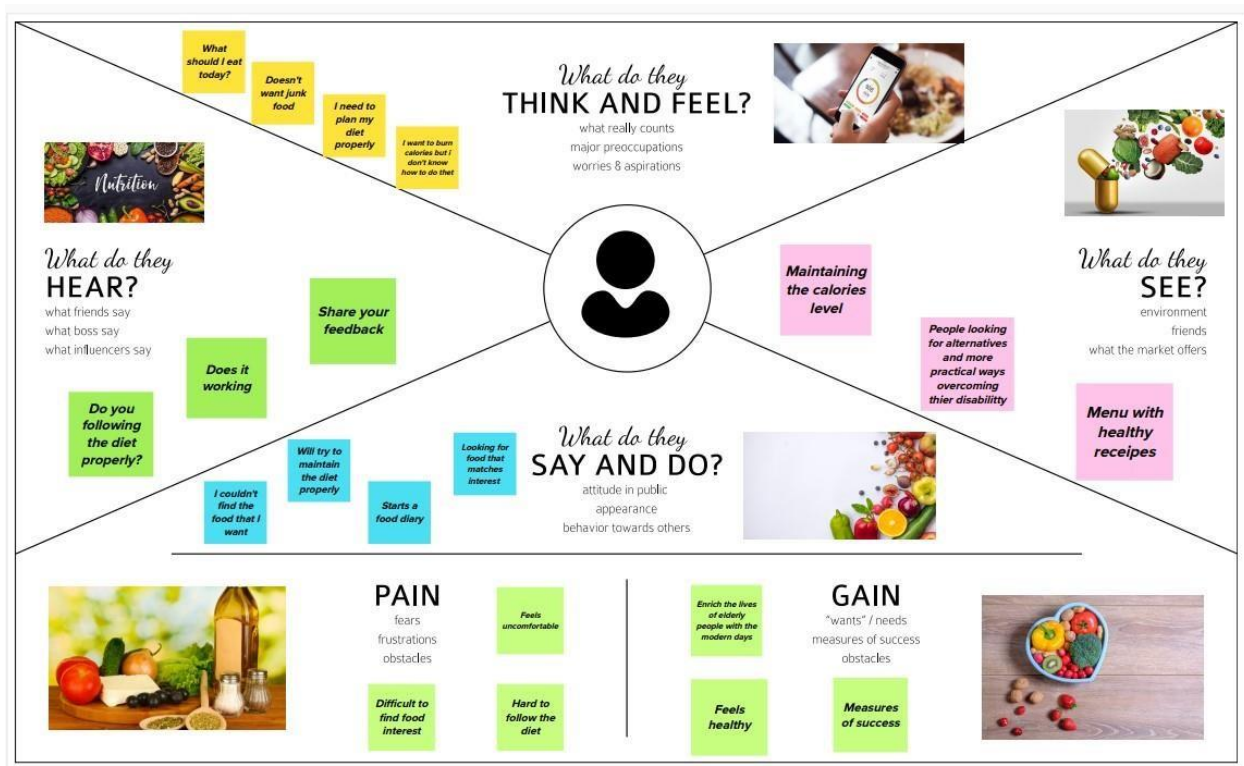 What
should I eat
today?
Doesn't
want junk
food
I need to
plan my
diet
properly
I want to burn
calories but i
don't know
how to do thet
What do they
THINK AND FEEL?
what really counts
major preoccupations
worries & aspirations
Nutrition
What do they
HEAR?
what friends say
what boss say
what influencers say
Share your
feedback
Does it
working
Do you
following
the diet
properly?
Maintaining
the calories
level
People looking
for alternatives
and more
practical ways
overcoming
thier disabilitty
Menu with
healthy
receipes
What do they
SEE?
environment
friends
what the market offers
I couldn't
find the
food that I
want
Will try to
maintain
the diet
properly
Starts a
food diary
Looking for
food that
matches
interest
What do they
SAY AND DO?
attitude in public
appearance
behavior towards others
PAIN
fears
frustrations
obstacles
Feels
uncomfortable
Difficult to
find food
interest
Hard to
follow the
diet
Enrich the lives
of elderly
people with the
modern days
GAIN
"wants" / needs
measures of success
obstacles
Feels
healthy
Measures
of success